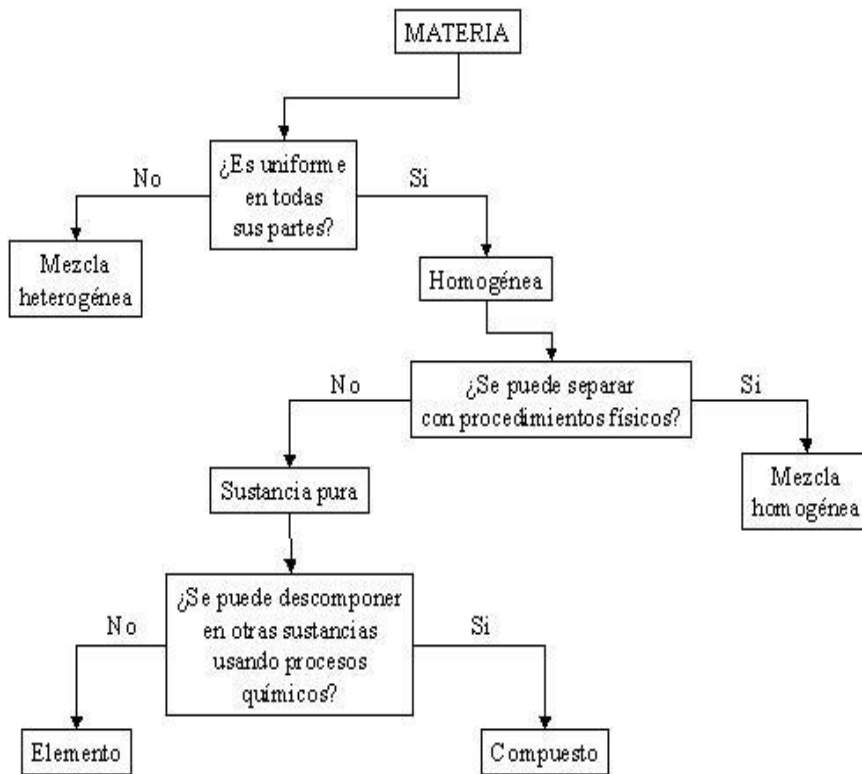 MATERIA
¿Es uniforme
en todas
sus partes?
No
Si
Mezcla
heterogénea
Homogénea
¿Se puede separar
con procedimientos físicos?
No
Si
Sustancia pura
Mezcla
homogénea
¿Se puede descomponer
en otras sustancias
usando procesos
químicos?
No
Si
Elemento
Compuesto